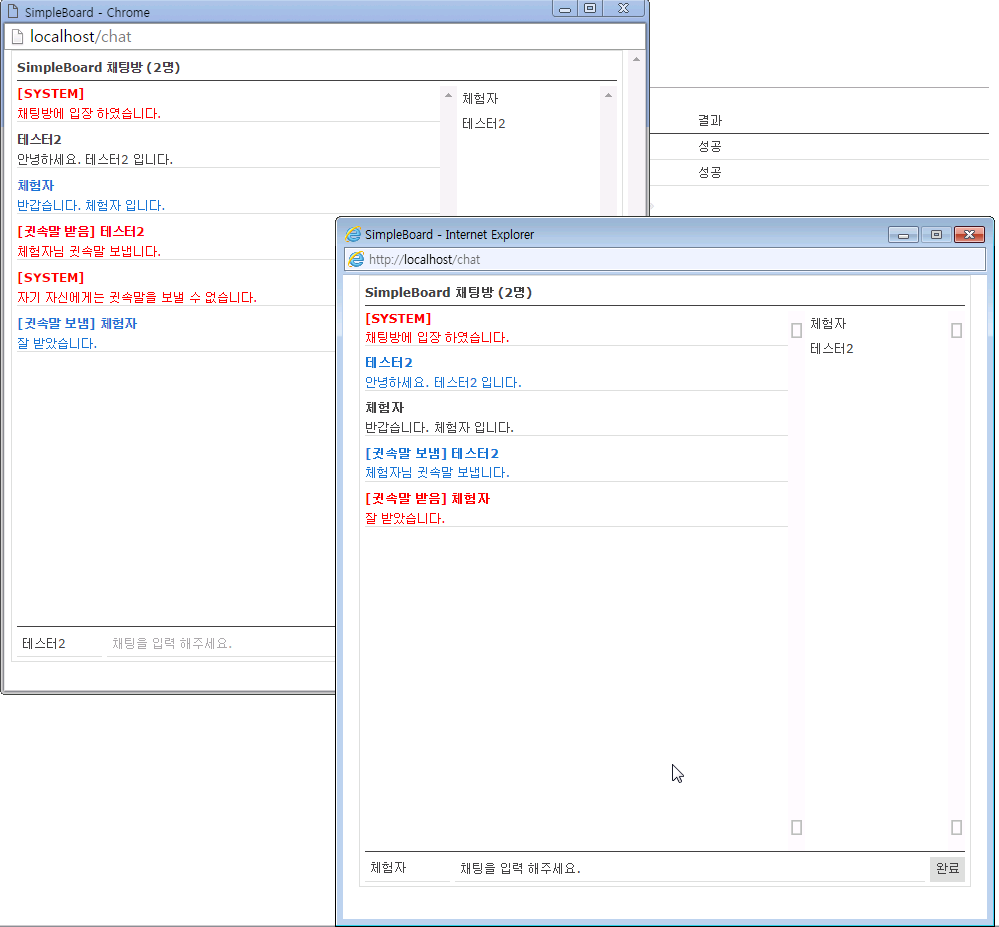 SimpleBoard - Chrome
localhost/chat
SimpleBoard 채팅방 (2명)
[SYSTEM]
채팅방에 입장 하였습니다.
테스터2
안녕하세요. 테스터2 입니다.
체험자
반갑습니다. 체험자 입니다.
[귓속말 받음] 테스터2
체험자님 귓속말 보냅니다.
[SYSTEM]
자기 자신에게는 귓속말을 보낼 수 없습니다.
[귓속말 보냄] 체험자
잘 받았습니다.
체험자
테스터2
테스터2
채팅을 입력 해주세요.
결과
성공
성공
SimpleBoard - Internet Explorer
http://localhost/chat
SimpleBoard 채팅방 (2명)
[SYSTEM]
채팅방에 입장 하였습니다.
테스터2
안녕하세요. 테스터2 입니다.
체험자
반갑습니다. 체험자 입니다.
[귓속말 보냄] 테스터2
체험자님 귓속말 보냅니다.
[귓속말 받음] 체험자
잘 받았습니다.
체험자
테스터2
체험자
채팅을 입력 해주세요.
완료